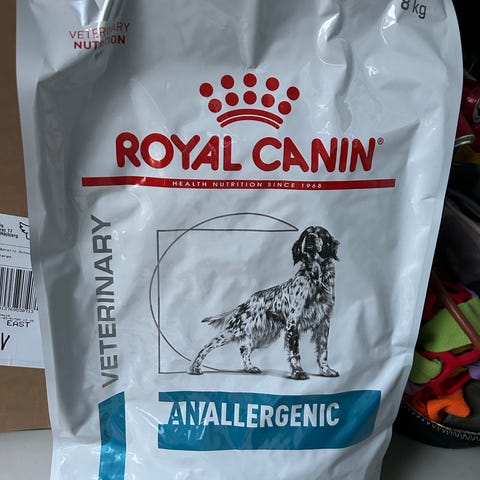 VETERINARY
NUTRITION
8 kg
ROYAL CANIN®
HEALTH NUTRITION SINCE 1968
VETERINARY
ANALLERGENIC
EAST